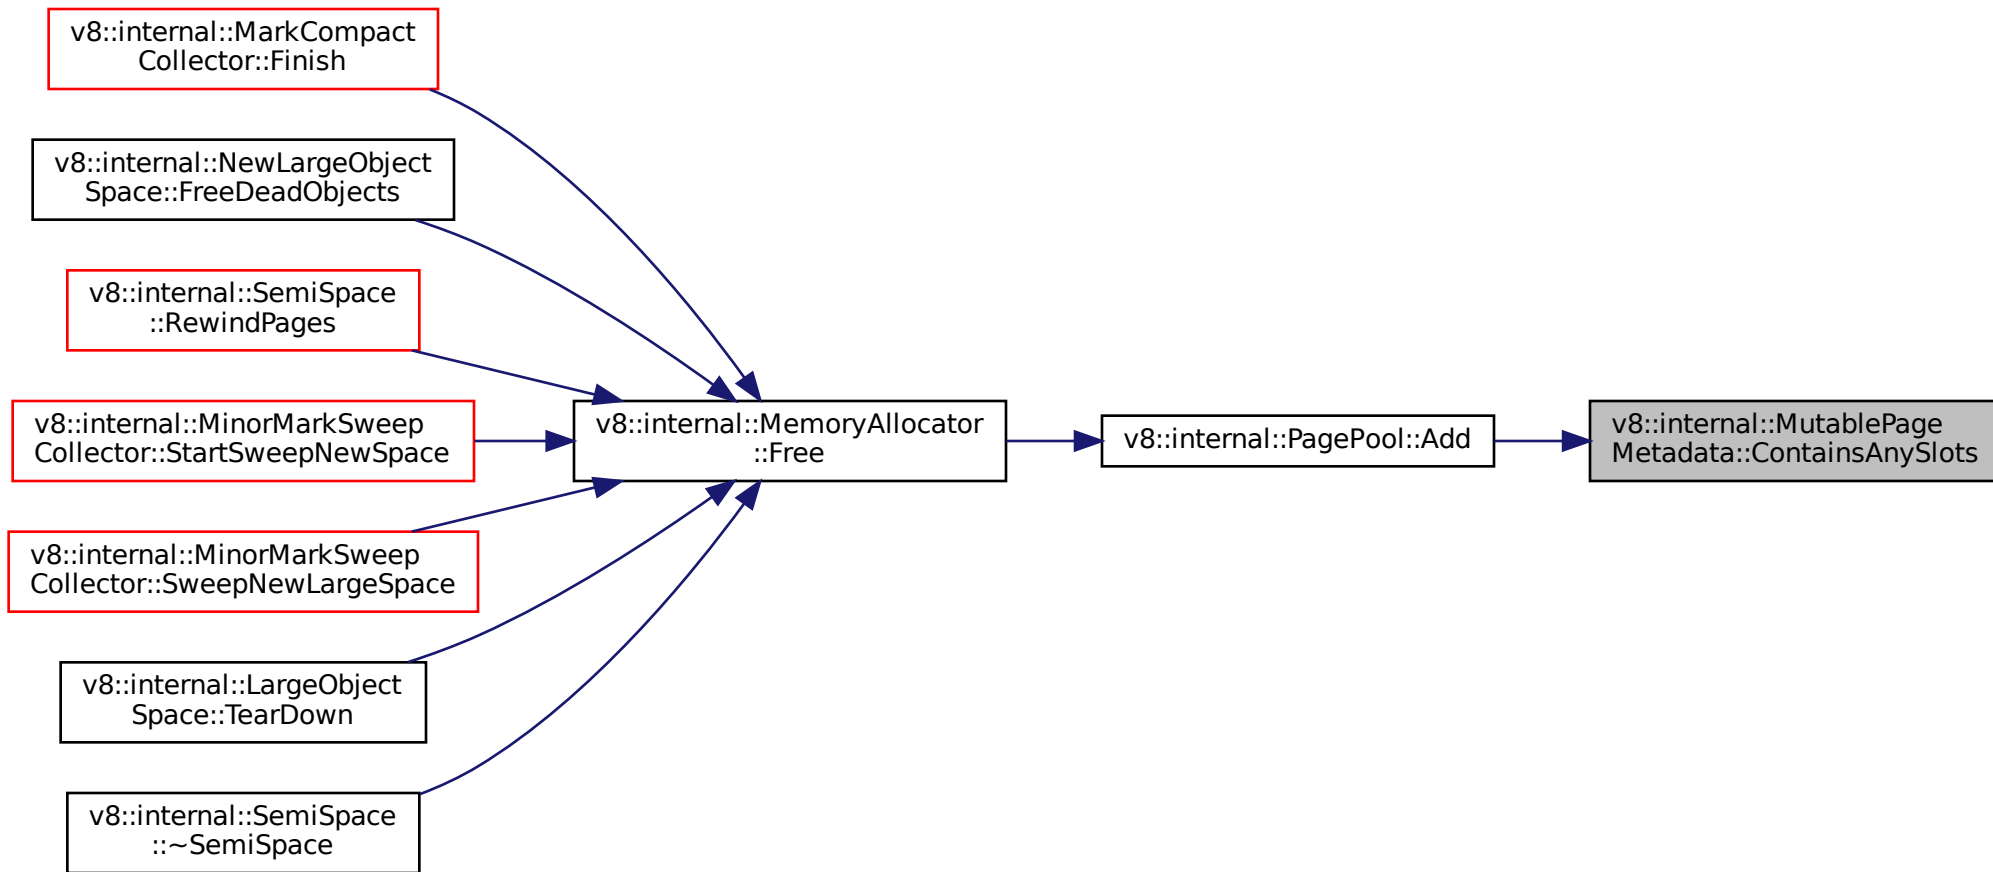 v8::internal::MarkCompact
Collector::Finish
v8::internal::NewLargeObject
Space::FreeDeadObjects
v8::internal::SemiSpace
::RewindPages
v8::internal::MinorMarkSweep
Collector::StartSweepNewSpace
v8::internal::MinorMarkSweep
Collector::SweepNewLargeSpace
v8::internal::LargeObject
Space::TearDown
v8::internal::SemiSpace
::~SemiSpace
v8::internal::MemoryAllocator
::Free
v8::internal::PagePool::Add
v8::internal::MutablePage
Metadata::ContainsAnySlots